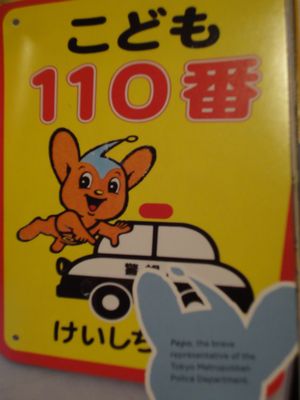 こども
110番
けいしち
Pepo, the brave
representative of the
Tokyo Metropolitan
Police Department.